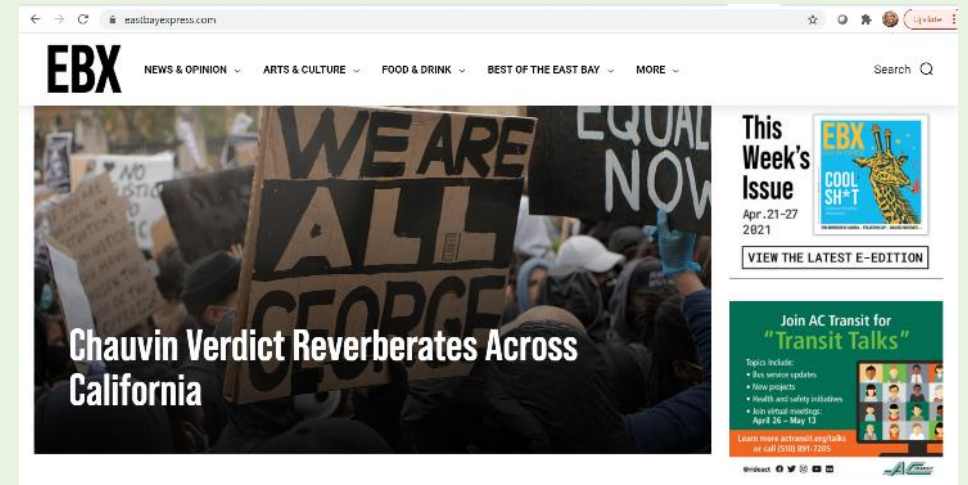 eastbayexpress.com
Update
EBX
NEWS & OPINION
ARTS & CULTURE
FOOD & DRINK
BEST OF THE EAST BAY
MORE
Search
WE ARE
ALL
GEORGE
EQUAL
NOW
NO
Chauvin Verdict Reverberates Across
California
This
Week's
Issue
Apr.21-27
2021
EBX
COOL
SH*T
VIEW THE LATEST E-EDITION
Join AC Transit for
"Transit Talks"
Topics Include:
• Bus service updates
• New projects
• Health and safety initiatives
• Join virtual meetings:
April 26 – May 13
Learn more actransit.org/talks
or call (510) 891-7205
@rideact
AC
TRANSIT